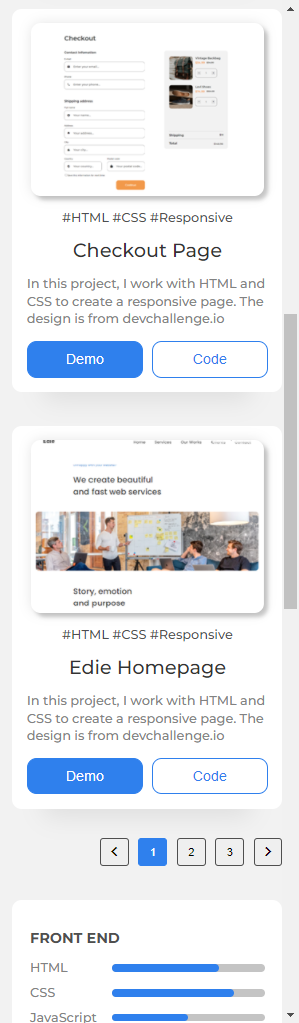 Checkout
Contact information
Shipping address
Shipping
Total
#HTML #CSS #Responsive
Checkout Page
In this project, I work with HTML and
CSS to create a responsive page. The
design is from devchallenge.io
Demo
Code
Home
Services
Our Works
We create beautiful
and fast web services
Story, emotion
and purpose
#HTML #CSS #Responsive
Edie Homepage
In this project, I work with HTML and
CSS to create a responsive page. The
design is from devchallenge.io
Demo
Code
1
2
3
FRONT END
HTML
CSS
JavaScript